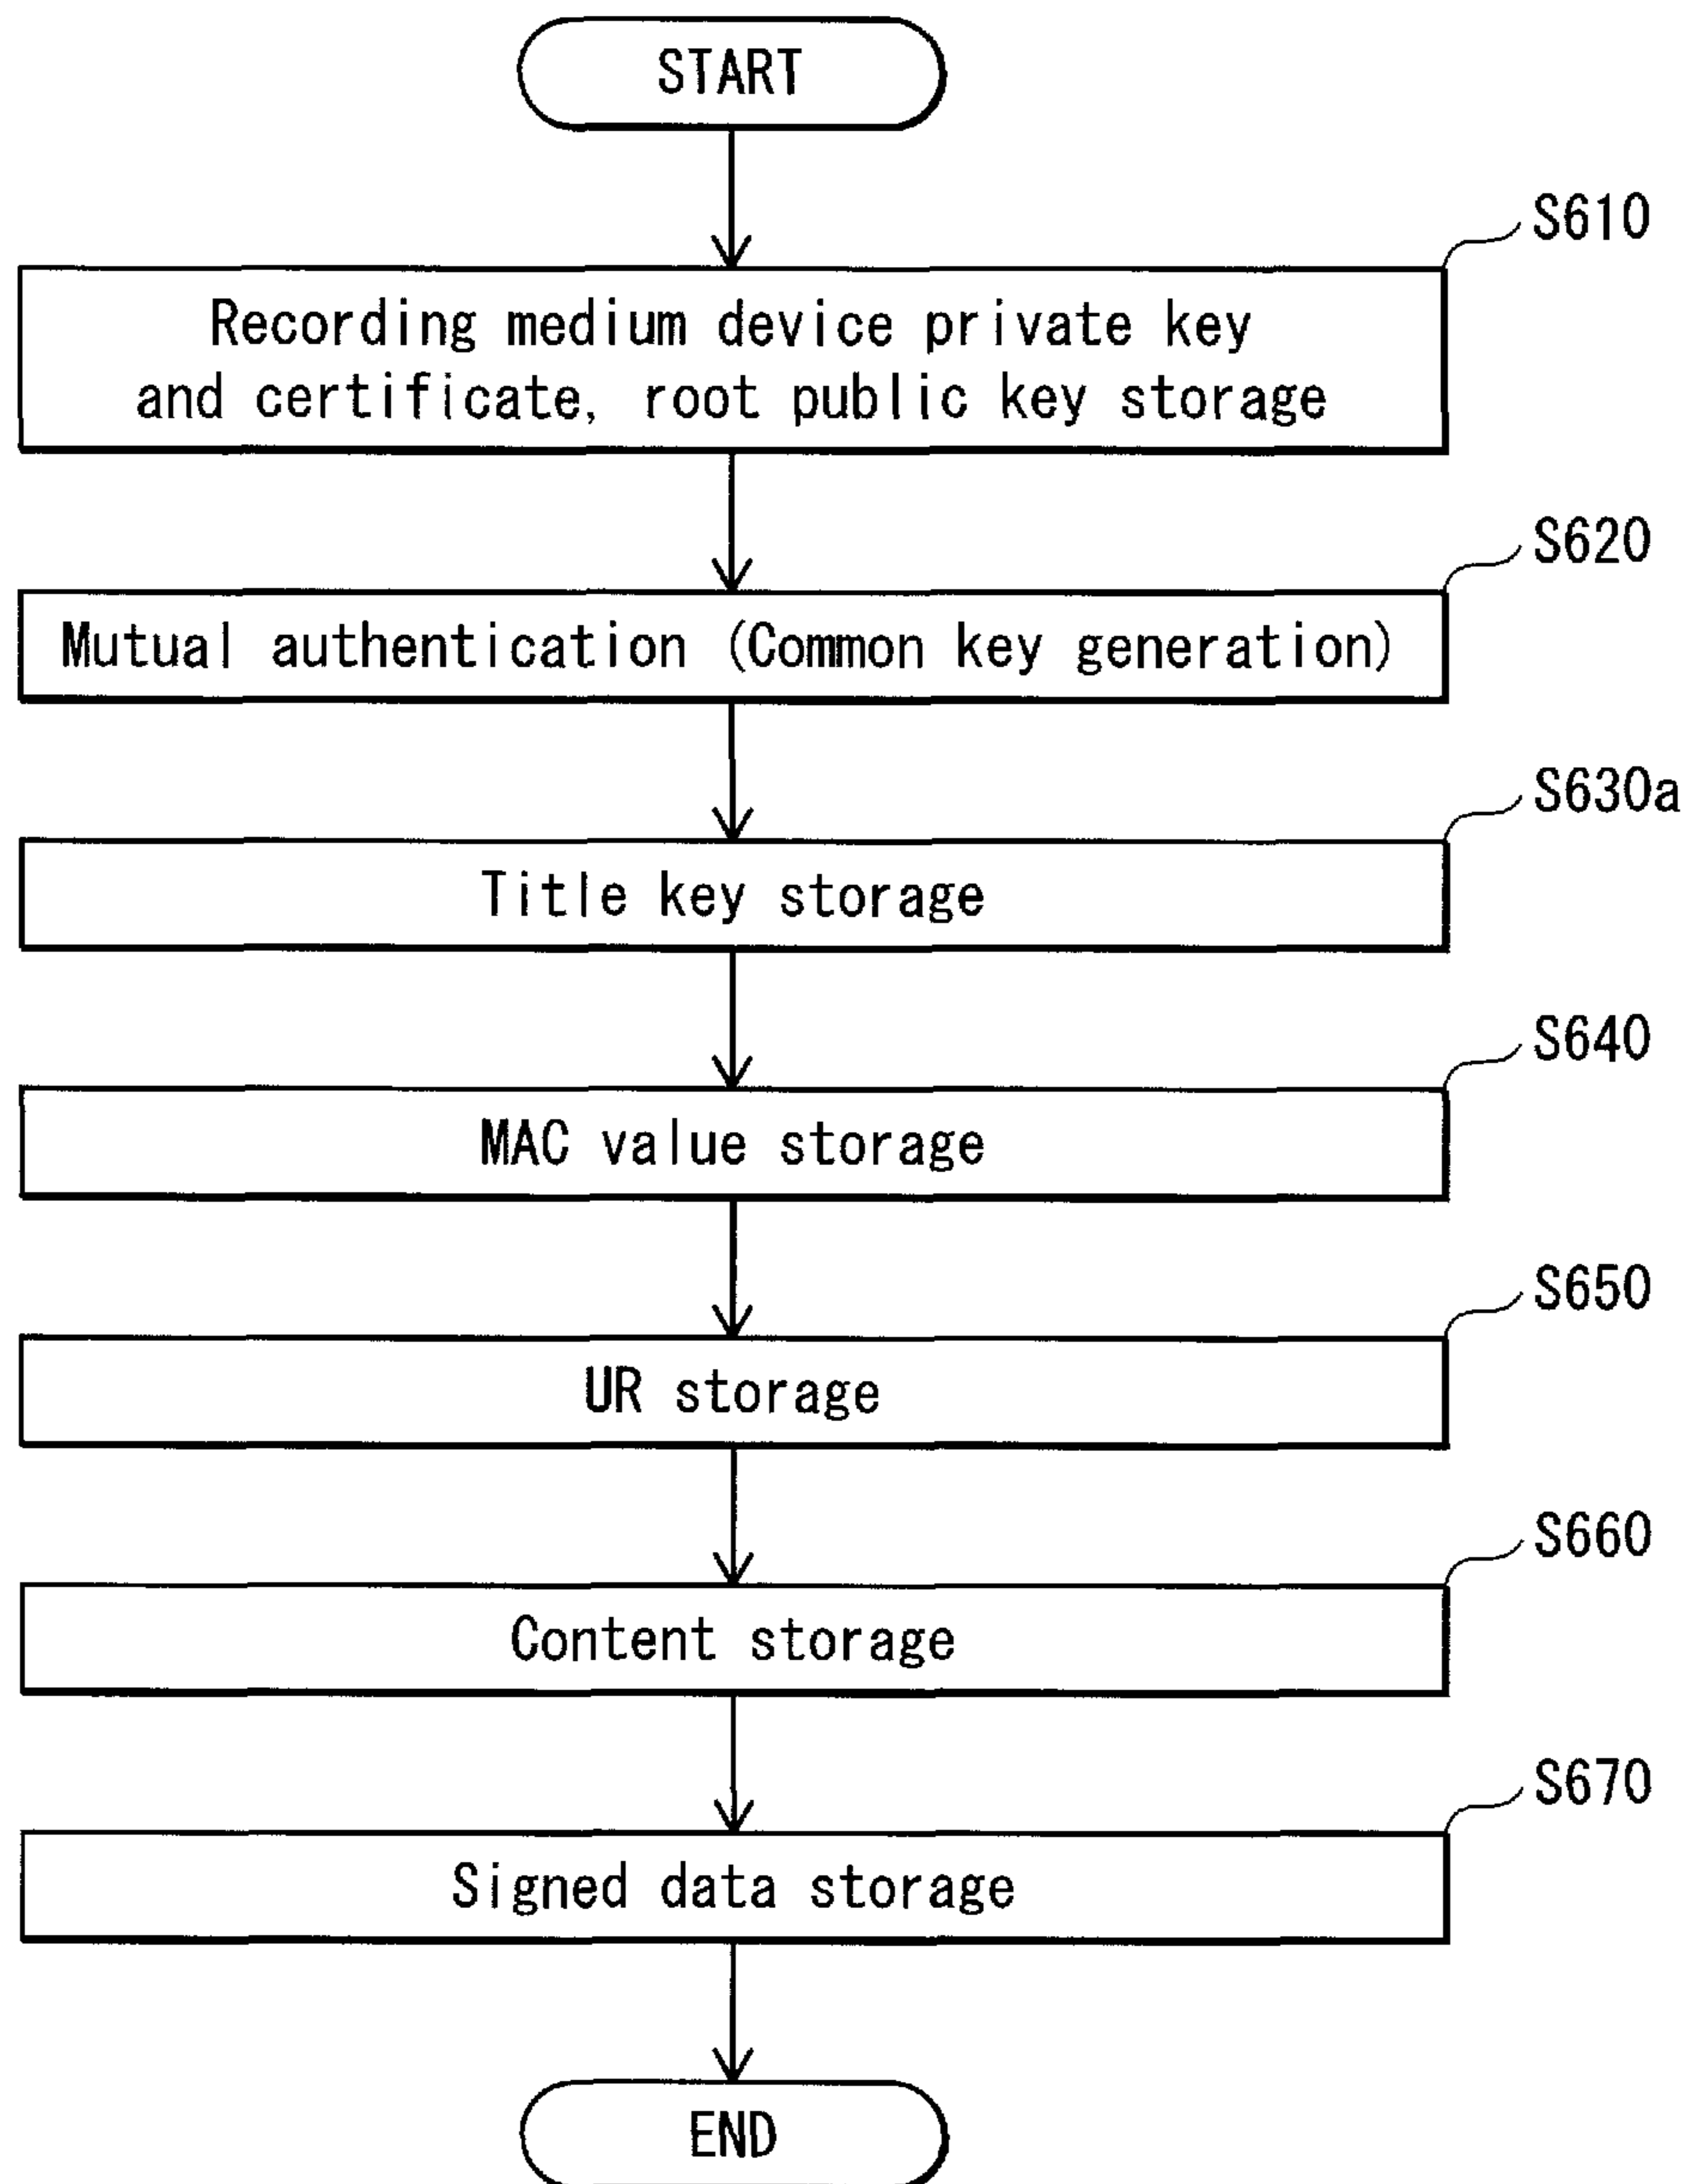 START
S610
Recording medium device private key
and certificate, root public key storage
S620
Mutual authentication (Common key generation)
S630a
Title key storage
S640
MAC value storage
S650
UR storage
S660
Content storage
S670
Signed data storage
END